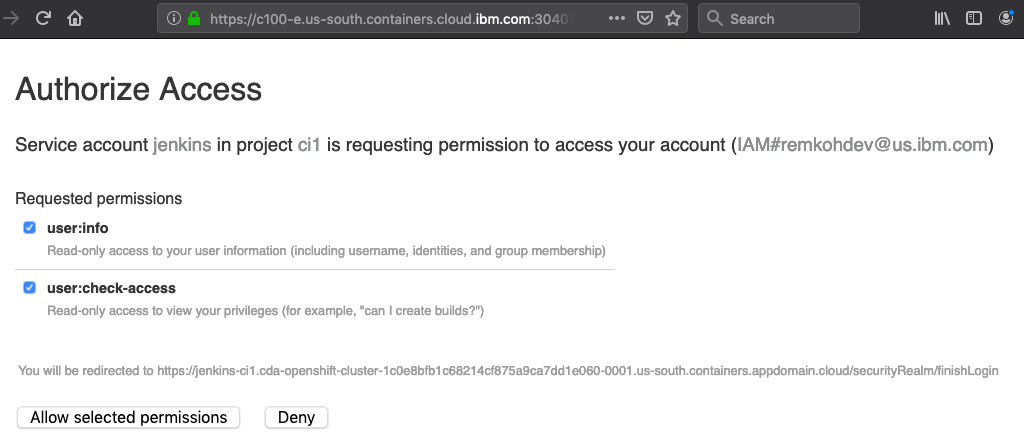 https://c100-e.us-south.containers.cloud.ibm.com:3040
Search
Authorize Access
Service account jenkins in project ci1 is requesting permission to access your account (IAM#remkohdev@us.ibm.com)
Requested permissions
user:info
Read-only access to your user information (including username, identities, and group membership)
user:check-access
Read-only access to view your privileges (for example, "can I create builds?")
You will be redirected to https://jenkins-ci1.cda-openshift-cluster-1c0e8bfb1c68214cf875a9ca7dd1e060-0001.us-south.containers.appdomain.cloud/securityRealm/finishLogin
Allow selected permissions
Deny